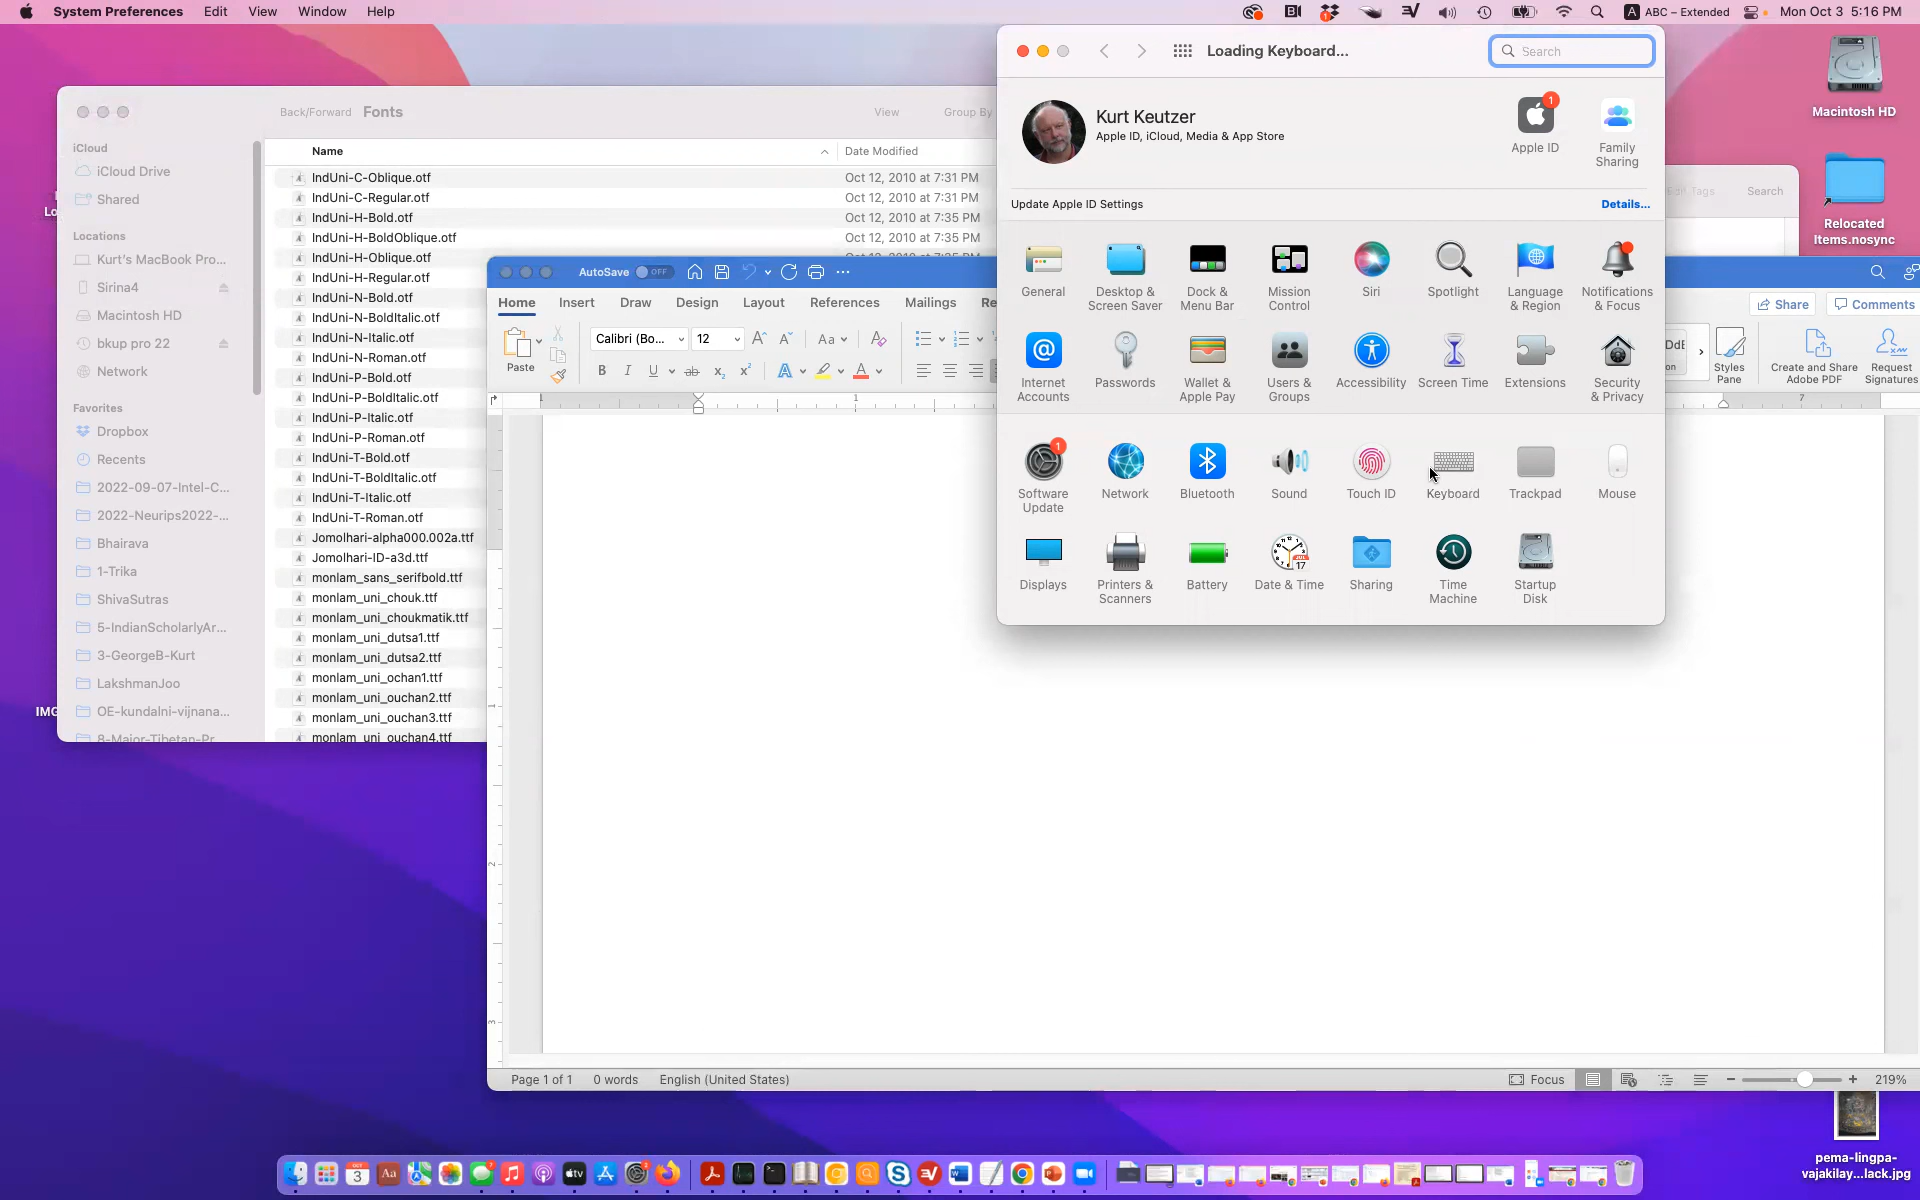 System Preferences Edit View Window Help
ABC – Extended Mon Oct 3 5:16 PM
Back/Forward Fonts View Group By
iCloud
iCloud Drive
Shared
Locations
Kurt's MacBook Pro...
Sirina4
Macintosh HD
bkup pro 22
Network
Favorites
Dropbox
Recents
2022-09-07-Intel-C...
2022-Neurips2022-...
Bhairava
1-Trika
ShivaSutras
5-IndianScholarlyAr...
3-GeorgeB-Kurt
LakshmanJoo
OE-kundalni-vijnana...
8-Major-Tibetan-Pr
Name Date Modified
IndUni-C-Oblique.otf Oct 12, 2010 at 7:31 PM
IndUni-C-Regular.otf Oct 12, 2010 at 7:31 PM
IndUni-H-Bold.otf Oct 12, 2010 at 7:35 PM
IndUni-H-BoldOblique.otf Oct 12, 2010 at 7:35 PM
IndUni-H-Oblique.otf
IndUni-H-Regular.otf
IndUni-N-Bold.otf
IndUni-N-BoldItalic.otf
IndUni-N-Italic.otf
IndUni-N-Roman.otf
IndUni-P-Bold.otf
IndUni-P-BoldItalic.otf
IndUni-P-Italic.otf
IndUni-P-Roman.otf
IndUni-T-Bold.otf
IndUni-T-BoldItalic.otf
IndUni-T-Italic.otf
IndUni-T-Roman.otf
Jomolhari-alpha000.002a.ttf
Jomolhari-ID-a3d.ttf
monlam_sans_serifbold.ttf
monlam_uni_chouk.ttf
monlam_uni_choukmatik.ttf
monlam_uni_dutsa1.ttf
monlam_uni_dutsa2.ttf
monlam_uni_ochan1.ttf
monlam_uni_ouchan2.ttf
monlam_uni_ouchan3.ttf
monlam_uni_ouchan4.ttf
AutoSave OFF
Home Insert Draw Design Layout References Mailings Re
Paste
Calibri (Bo... 12
Share Comments
Styles
Pane
Create and Share
Adobe PDF
Request
Signatures
Page 1 of 1 0 words English (United States)
Focus 219%
Loading Keyboard... Search
Kurt Keutzer
Apple ID, iCloud, Media & App Store
1
Apple ID
Family
Sharing
Update Apple ID Settings Details...
General
Desktop &
Screen Saver
Dock &
Menu Bar
Mission
Control
Siri
Spotlight
Language
& Region
Notifications
& Focus
Internet
Accounts
Passwords
Wallet &
Apple Pay
Users &
Groups
Accessibility
Screen Time
Extensions
Security
& Privacy
1
Software
Update
Network
Bluetooth
Sound
Touch ID
Keyboard
Trackpad
Mouse
Displays
Printers &
Scanners
Battery
Date & Time
Sharing
Time
Machine
Startup
Disk
Search
Macintosh HD
Relocated
Items.nosync
pema-lingpa-
vajakilay...lack.jpg
IMG
Lo